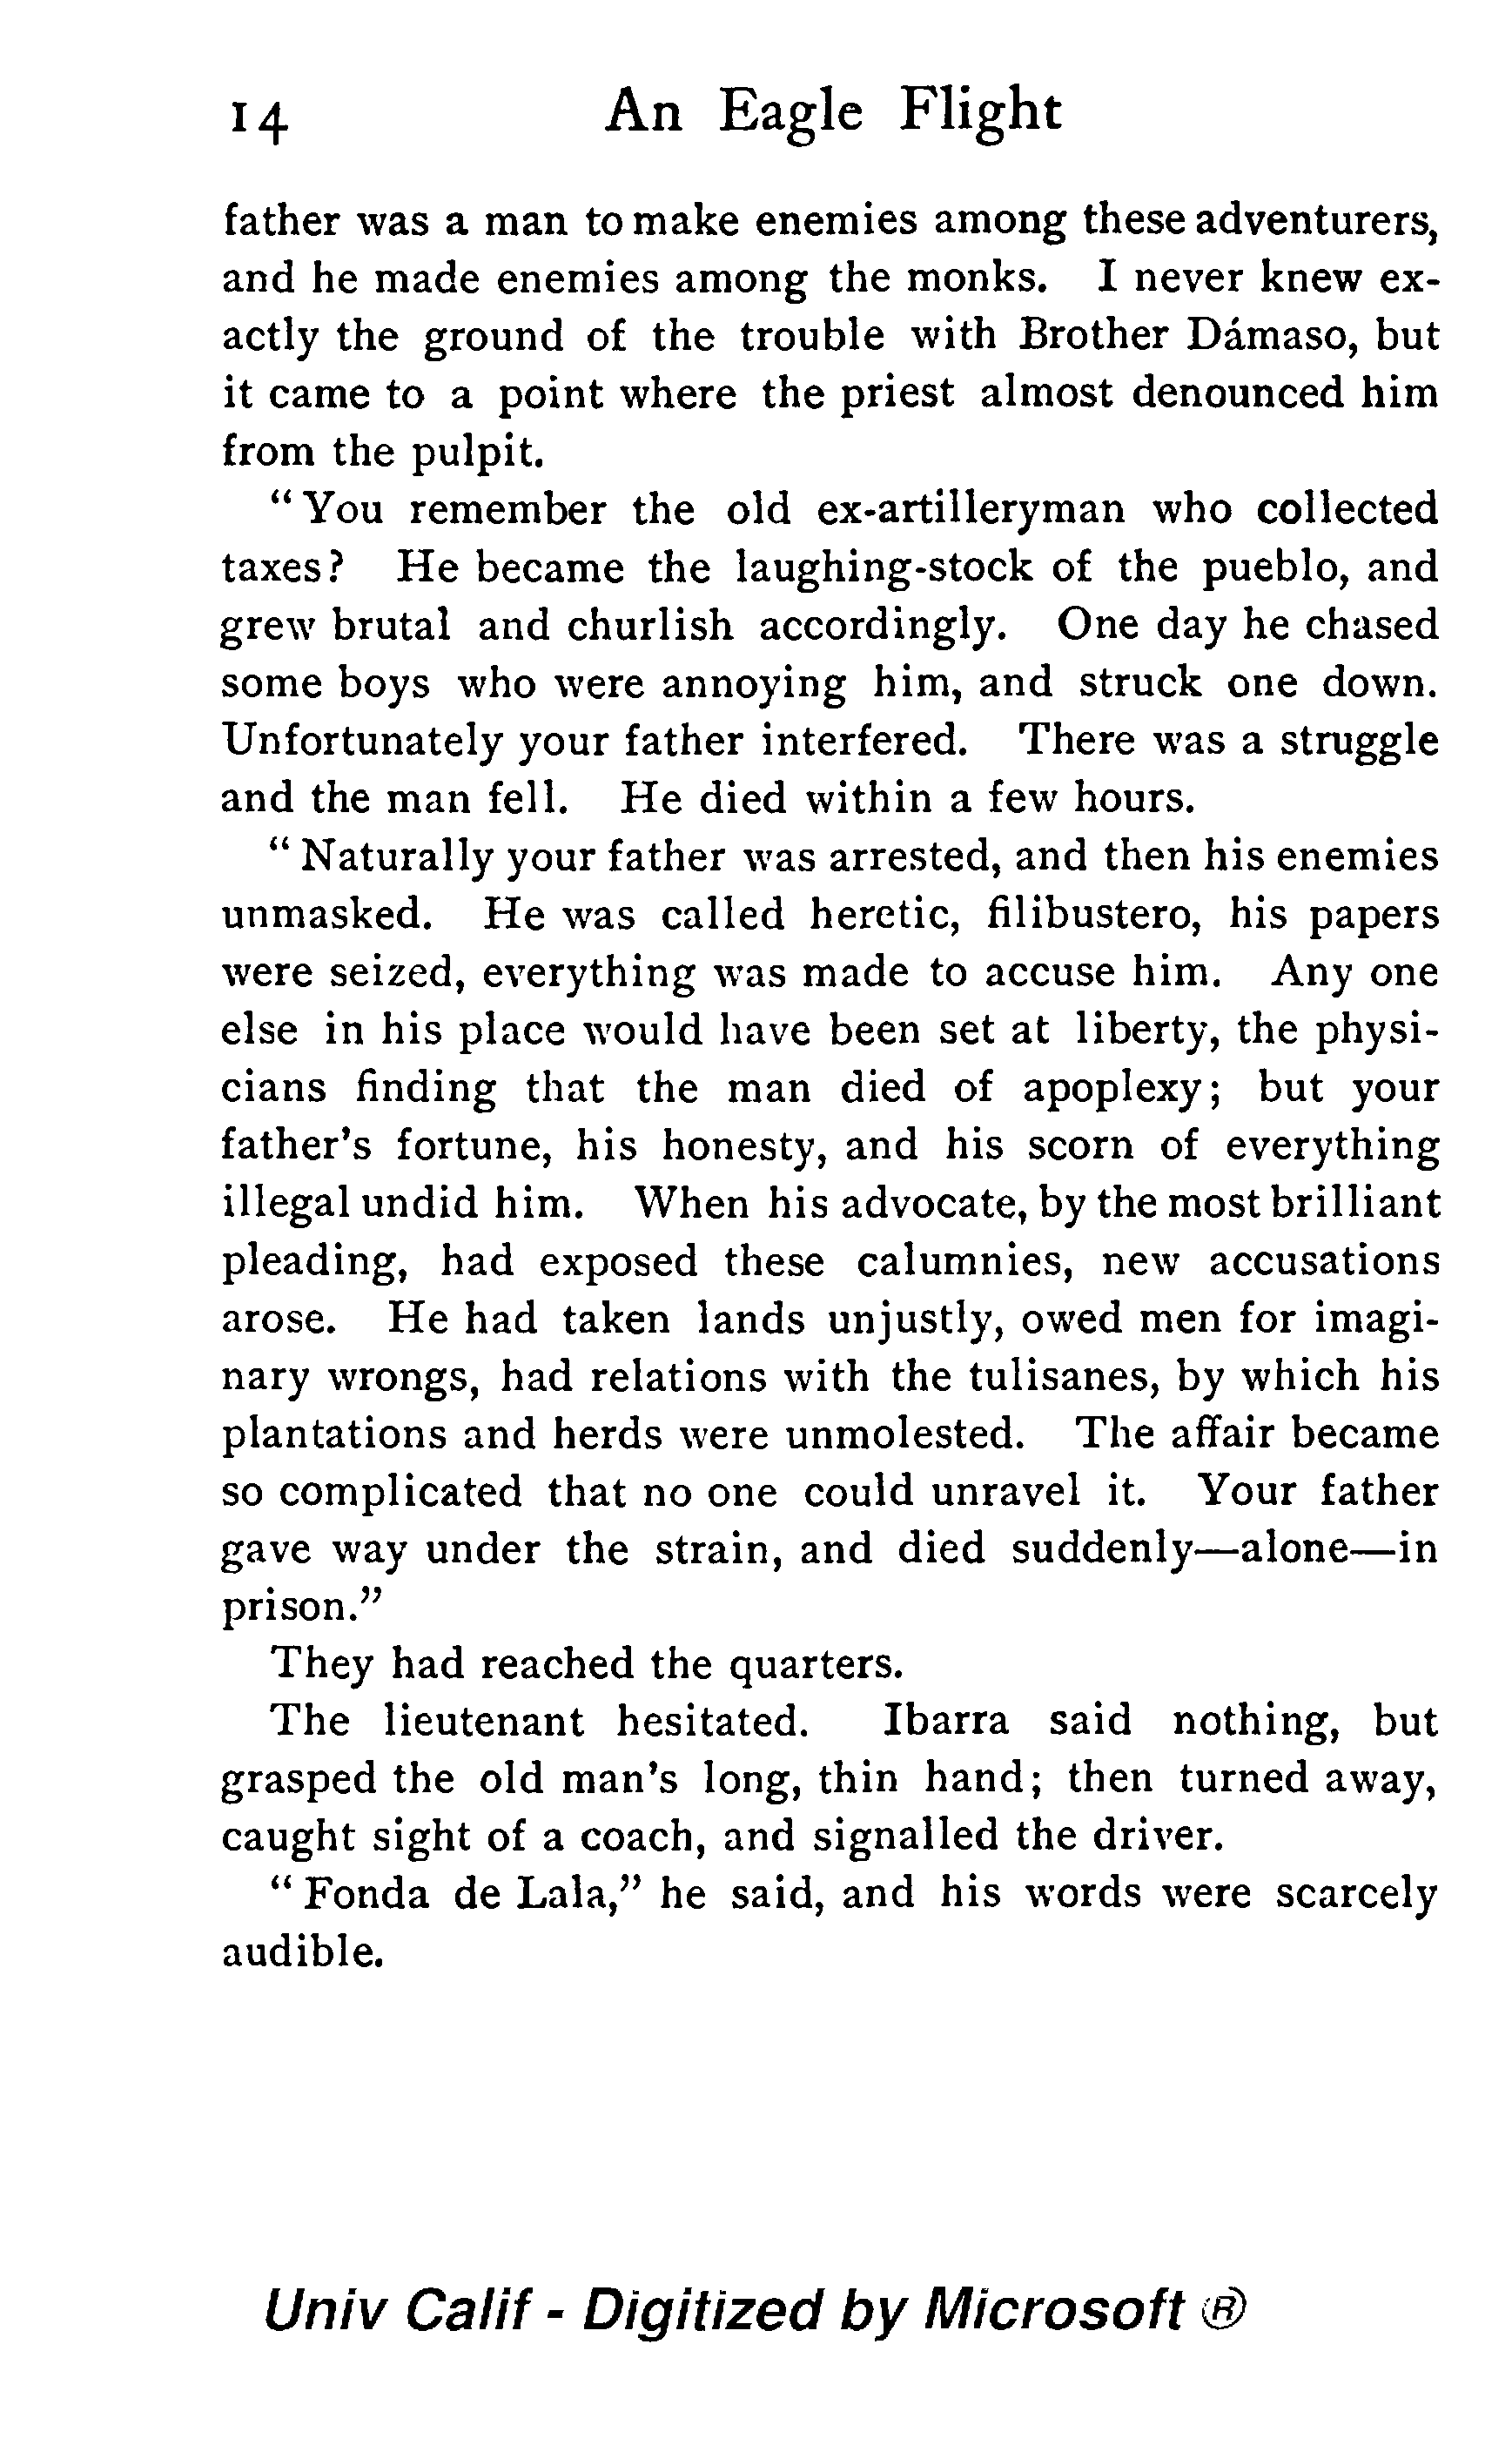 14 An Eagle Flight
father was a man to make enemies among these adventurers,
and he made enemies among the monks. I never knew ex-
actly the ground of the trouble with Brother Dámaso, but
it came to a point where the priest almost denounced him
from the pulpit.
"You remember the old ex-artilleryman who collected
taxes? He became the laughing-stock of the pueblo, and
grew brutal and churlish accordingly. One day he chased
some boys who were annoying him, and struck one down.
Unfortunately your father interfered. There was a struggle
and the man fell. He died within a few hours.
"Naturally your father was arrested, and then his enemies
unmasked. He was called heretic, filibustero, his papers
were seized, everything was made to accuse him. Any one
else in his place would have been set at liberty, the physi-
cians finding that the man died of apoplexy; but your
father's fortune, his honesty, and his scorn of everything
illegal undid him. When his advocate, by the most brilliant
pleading, had exposed these calumnies, new accusations
arose. He had taken lands unjustly, owed men for imagi-
nary wrongs, had relations with the tulisanes, by which his
plantations and herds were unmolested. The affair became
so complicated that no one could unravel it. Your father
gave way under the strain, and died suddenly—alone—in
prison."
They had reached the quarters.
The lieutenant hesitated. Ibarra said nothing, but
grasped the old man's long, thin hand; then turned away,
caught sight of a coach, and signalled the driver.
"Fonda de Lala," he said, and his words were scarcely
audible.
Univ Calif - Digitized by Microsoft ®